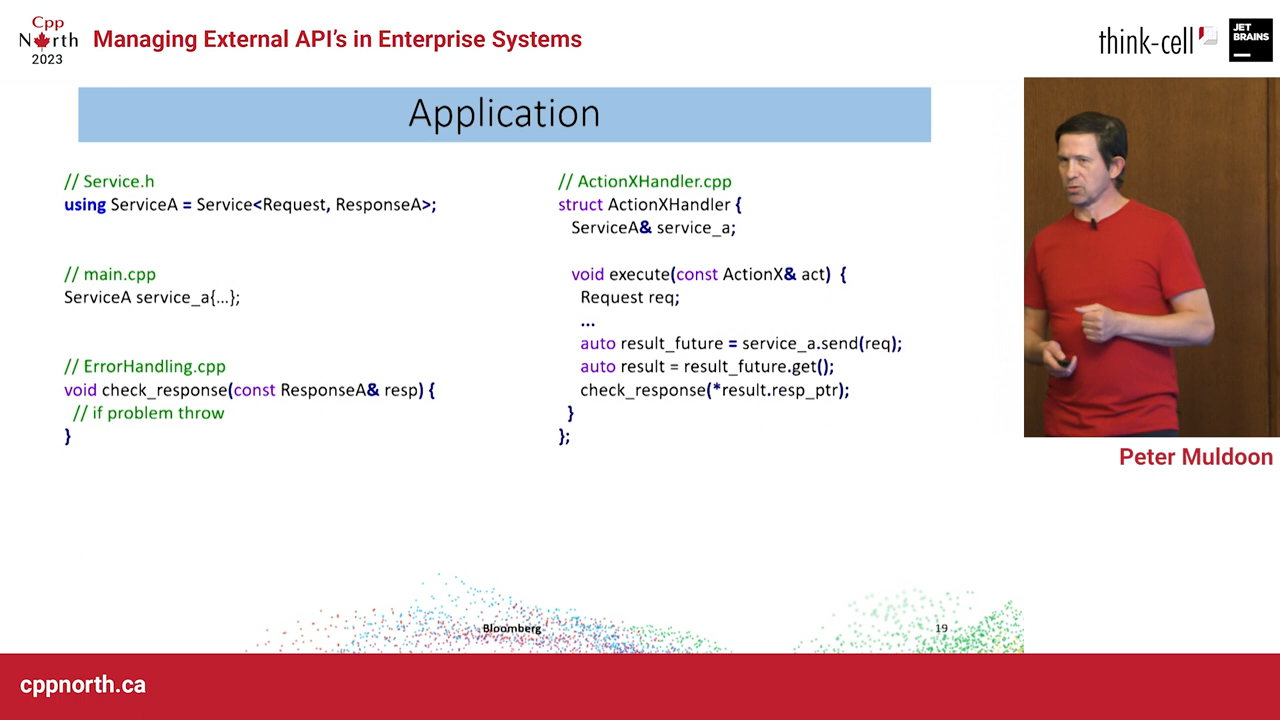 Cpp
North
2023
Managing External API's in Enterprise Systems
think-cell
JET
BRAINS
Application
// Service.h
using ServiceA = Service<Request, ResponseA>;
// main.cpp
ServiceA service_a{...};
// ErrorHandling.cpp
void check_response(const ResponseA& resp) {
// if problem throw
}
// ActionXHandler.cpp
struct ActionXHandler {
ServiceA& service_a;
void execute(const ActionX& act) {
Request req;
...
auto result_future = service_a.send(req);
auto result = result_future.get();
check_response(*result.resp_ptr);
}
};
Peter Muldoon
Bloomberg
19
cppnorth.ca